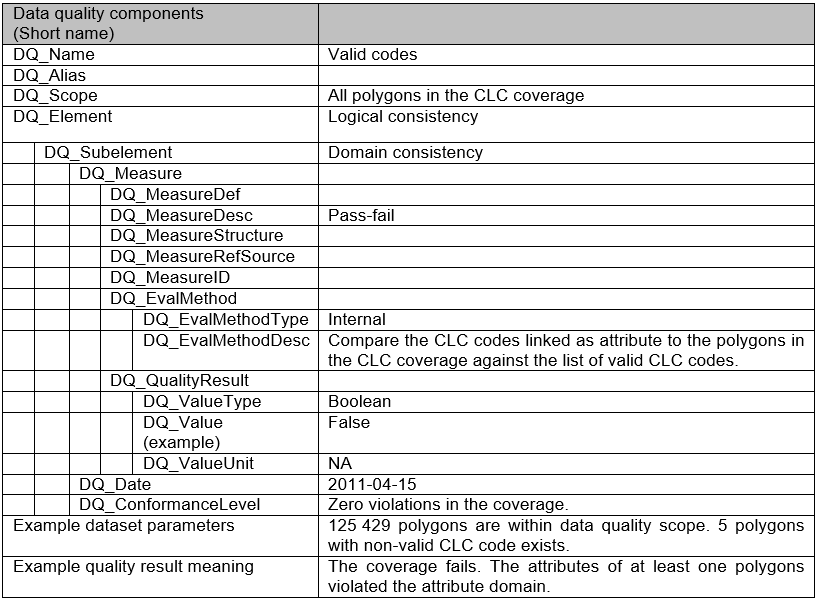 Data quality components
(Short name)
DQ_Name Valid codes
DQ_Alias
DQ_Scope All polygons in the CLC coverage
DQ_Element Logical consistency
DQ_Subelement Domain consistency
DQ_Measure
DQ_MeasureDef
DQ_MeasureDesc Pass-fail
DQ_MeasureStructure
DQ_MeasureRefSource
DQ_MeasureID
DQ_EvalMethod
DQ_EvalMethodType Internal
DQ_EvalMethodDesc Compare the CLC codes linked as attribute to the polygons in
the CLC coverage against the list of valid CLC codes.
DQ_QualityResult
DQ_ValueType Boolean
DQ_Value False
(example)
DQ_ValueUnit NA
DQ_Date 2011-04-15
DQ_ConformanceLevel Zero violations in the coverage.
Example dataset parameters 125 429 polygons are within data quality scope. 5 polygons
with non-valid CLC code exists.
Example quality result meaning The coverage fails. The attributes of at least one polygons
violated the attribute domain.